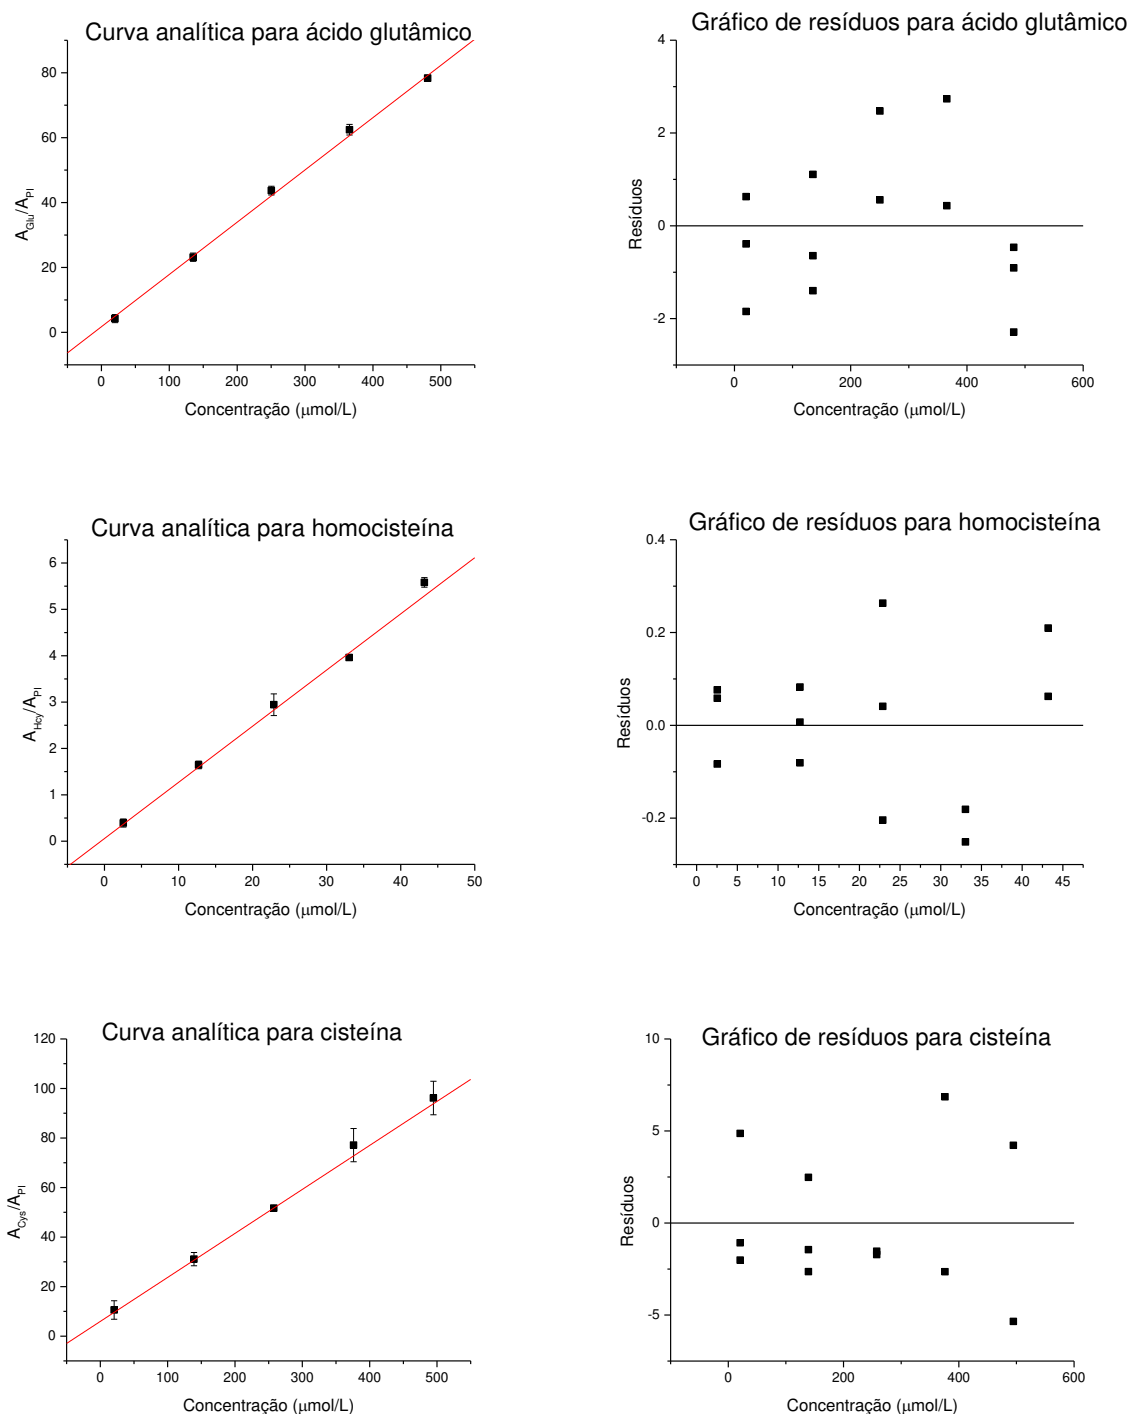 Curva analítica para ácido glutâmico
80
60
40
20
0
A_Glu/A_PI
0 100 200 300 400 500
Concentração (μmol/L)
Gráfico de resíduos para ácido glutâmico
4
2
0
-2
Resíduos
0 200 400 600
Concentração (μmol/L)
Curva analítica para homocisteína
6
5
4
3
2
1
0
A_Hcy/A_PI
0 10 20 30 40 50
Concentração (μmol/L)
Gráfico de resíduos para homocisteína
0.4
0.2
0.0
-0.2
Resíduos
0 5 10 15 20 25 30 35 40 45
Concentração (μmol/L)
Curva analítica para cisteína
120
100
80
60
40
20
0
A_Cys/A_PI
0 100 200 300 400 500
Concentração (μmol/L)
Gráfico de resíduos para cisteína
10
5
0
-5
Resíduos
0 200 400 600
Concentração (μmol/L)